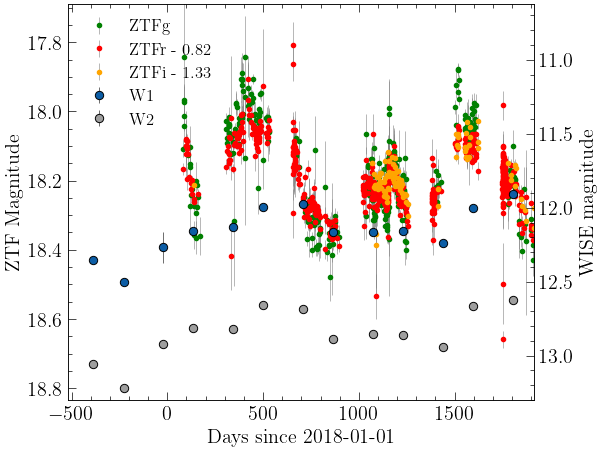 ZTFg
ZTFr - 0.82
ZTFi - 1.33
W1
W2
17.8
18.0
18.2
18.4
18.6
18.8
ZTF Magnitude
11.0
11.5
12.0
12.5
13.0
WISE magnitude
−500
0
500
1000
1500
Days since 2018-01-01